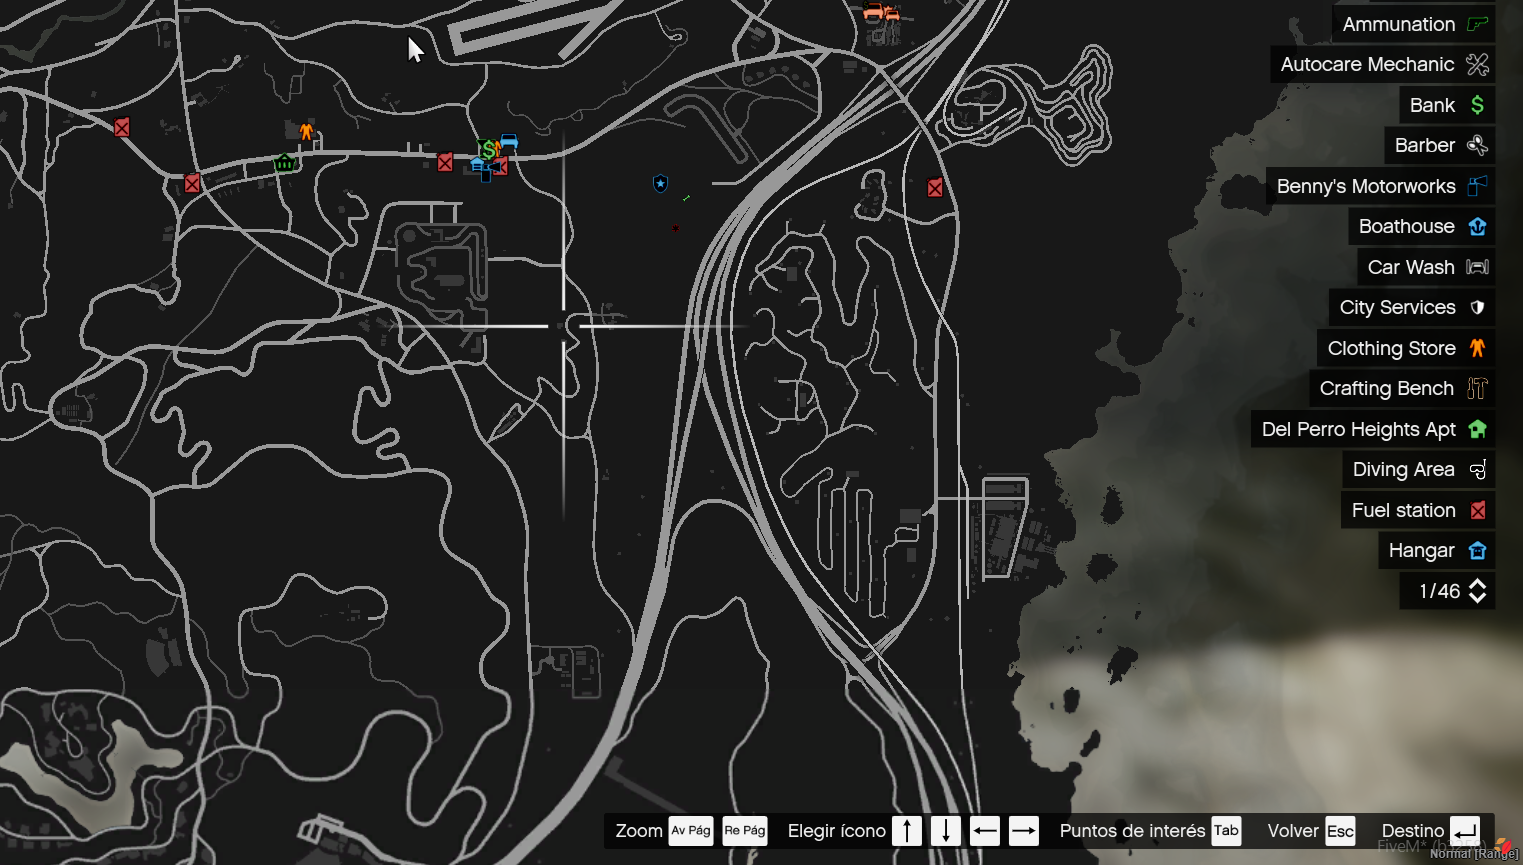 Ammunation
Autocare Mechanic
Bank
Barber
Benny's Motorworks
Boathouse
Car Wash
City Services
Clothing Store
Crafting Bench
Del Perro Heights Apt
Diving Area
Fuel station
Hangar
1/46
Zoom Av Pág Re Pág Elegir ícono Puntos de interés Tab Volver Esc Destino
FiveM*
Normal [Range]